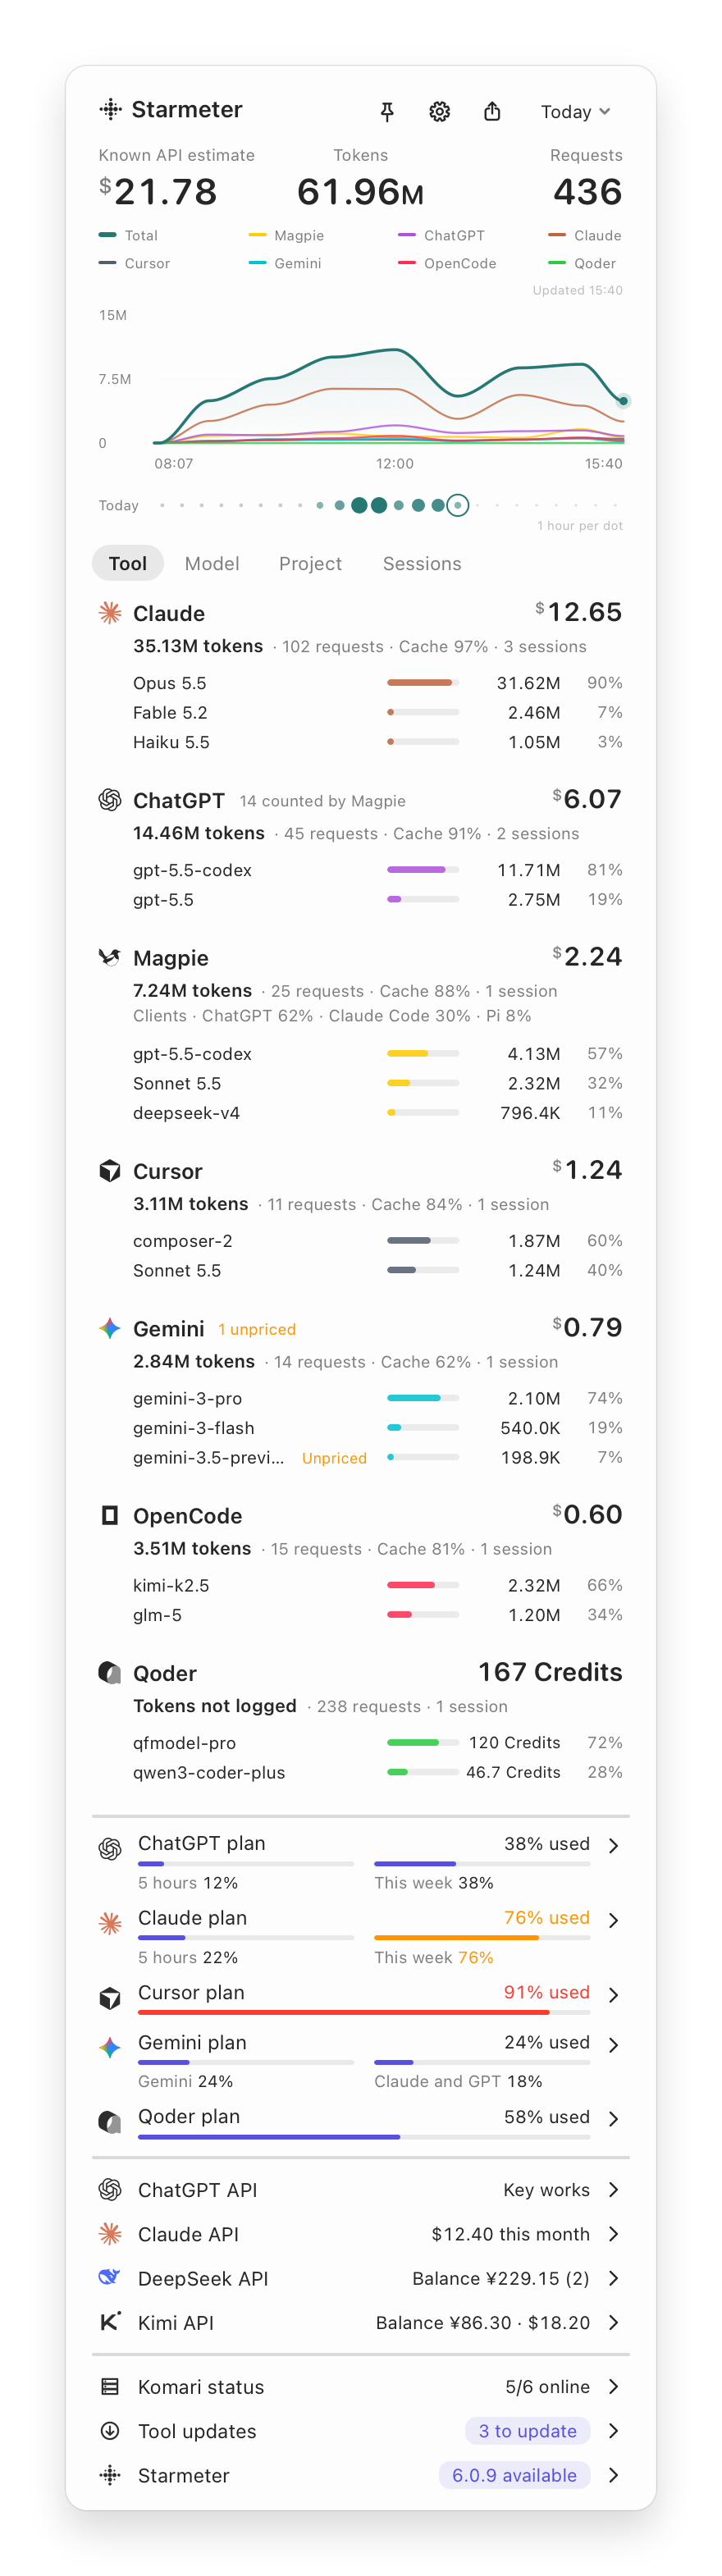 Starmeter Today
Known API estimate Tokens Requests
$21.78 61.96M 436
Total Magpie ChatGPT Claude
Cursor Gemini OpenCode Qoder
Updated 15:40
15M
7.5M
0
08:07 12:00 15:40
Today
1 hour per dot
Tool Model Project Sessions
Claude $12.65
35.13M tokens · 102 requests · Cache 97% · 3 sessions
Opus 5.5 31.62M 90%
Fable 5.2 2.46M 7%
Haiku 5.5 1.05M 3%
ChatGPT 14 counted by Magpie $6.07
14.46M tokens · 45 requests · Cache 91% · 2 sessions
gpt-5.5-codex 11.71M 81%
gpt-5.5 2.75M 19%
Magpie $2.24
7.24M tokens · 25 requests · Cache 88% · 1 session
Clients · ChatGPT 62% · Claude Code 30% · Pi 8%
gpt-5.5-codex 4.13M 57%
Sonnet 5.5 2.32M 32%
deepseek-v4 796.4K 11%
Cursor $1.24
3.11M tokens · 11 requests · Cache 84% · 1 session
composer-2 1.87M 60%
Sonnet 5.5 1.24M 40%
Gemini 1 unpriced $0.79
2.84M tokens · 14 requests · Cache 62% · 1 session
gemini-3-pro 2.10M 74%
gemini-3-flash 540.0K 19%
gemini-3.5-previ... Unpriced 198.9K 7%
OpenCode $0.60
3.51M tokens · 15 requests · Cache 81% · 1 session
kimi-k2.5 2.32M 66%
glm-5 1.20M 34%
Qoder 167 Credits
Tokens not logged · 238 requests · 1 session
qfmodel-pro 120 Credits 72%
qwen3-coder-plus 46.7 Credits 28%
ChatGPT plan 38% used
5 hours 12% This week 38%
Claude plan 76% used
5 hours 22% This week 76%
Cursor plan 91% used
Gemini plan 24% used
Gemini 24% Claude and GPT 18%
Qoder plan 58% used
ChatGPT API Key works
Claude API $12.40 this month
DeepSeek API Balance ¥229.15 (2)
Kimi API Balance ¥86.30 · $18.20
Komari status 5/6 online
Tool updates 3 to update
Starmeter 6.0.9 available